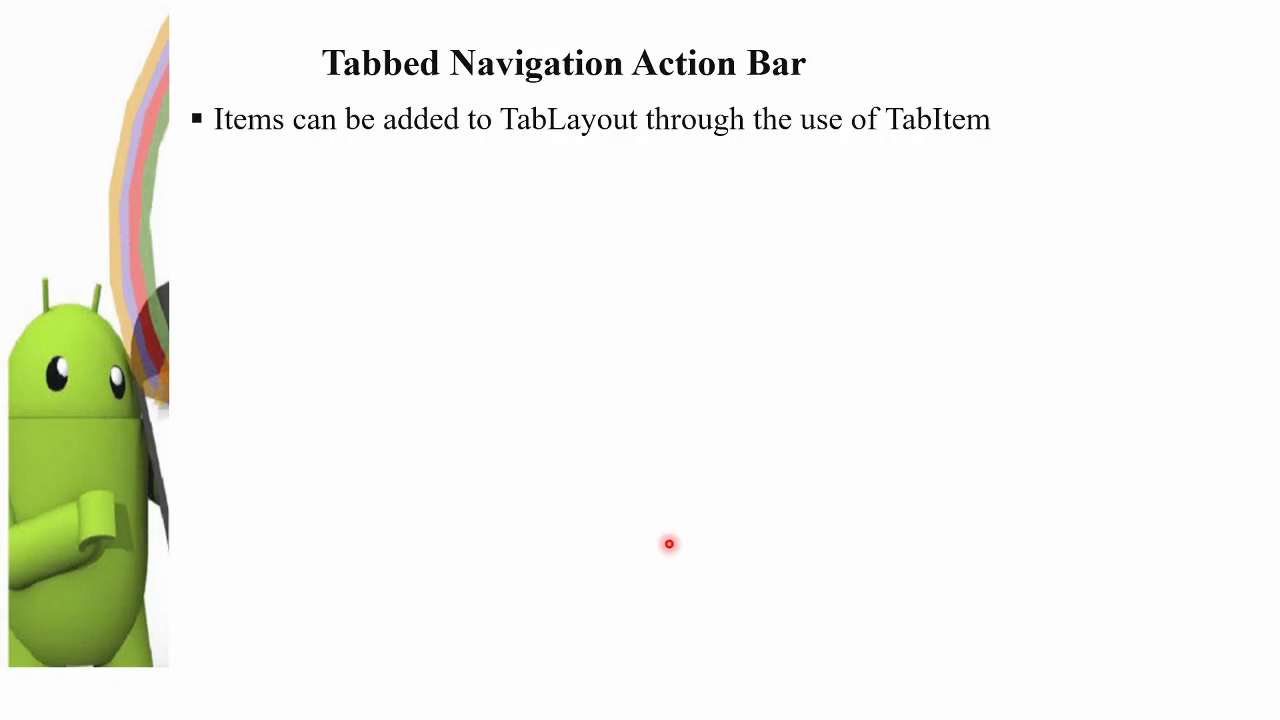 Tabbed Navigation Action Bar
▪ Items can be added to TabLayout through the use of TabItem